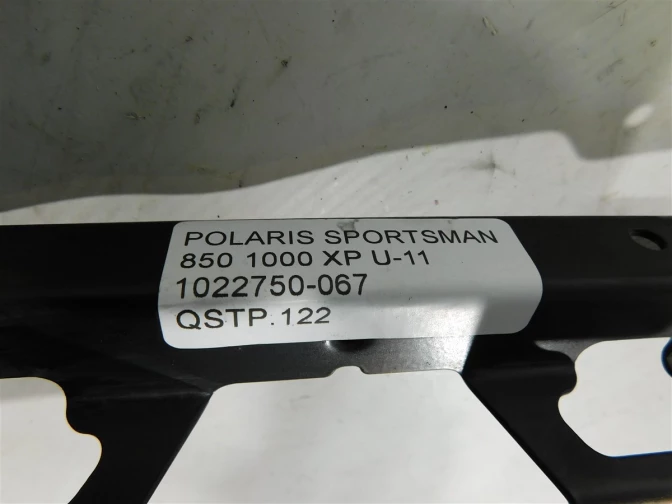 POLARIS SPORTSMAN
850 1000 XP U-11
1022750-067
QSTP.122